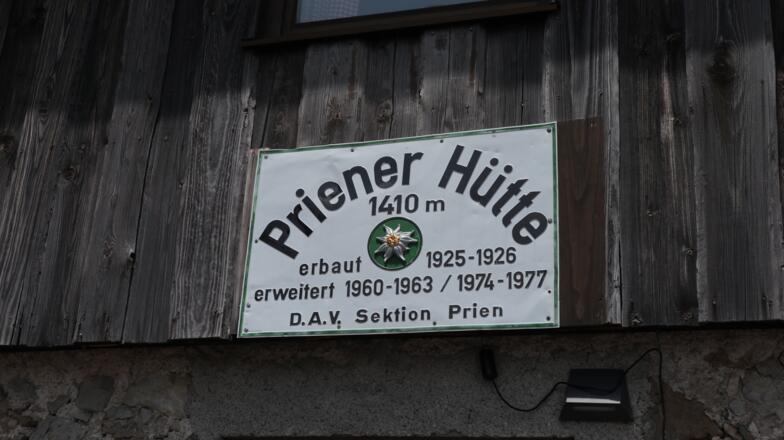 Priener Hütte
1410 m
erbaut 1925-1926
erweitert 1960-1963 / 1974-1977
D.A.V. Sektion Prien